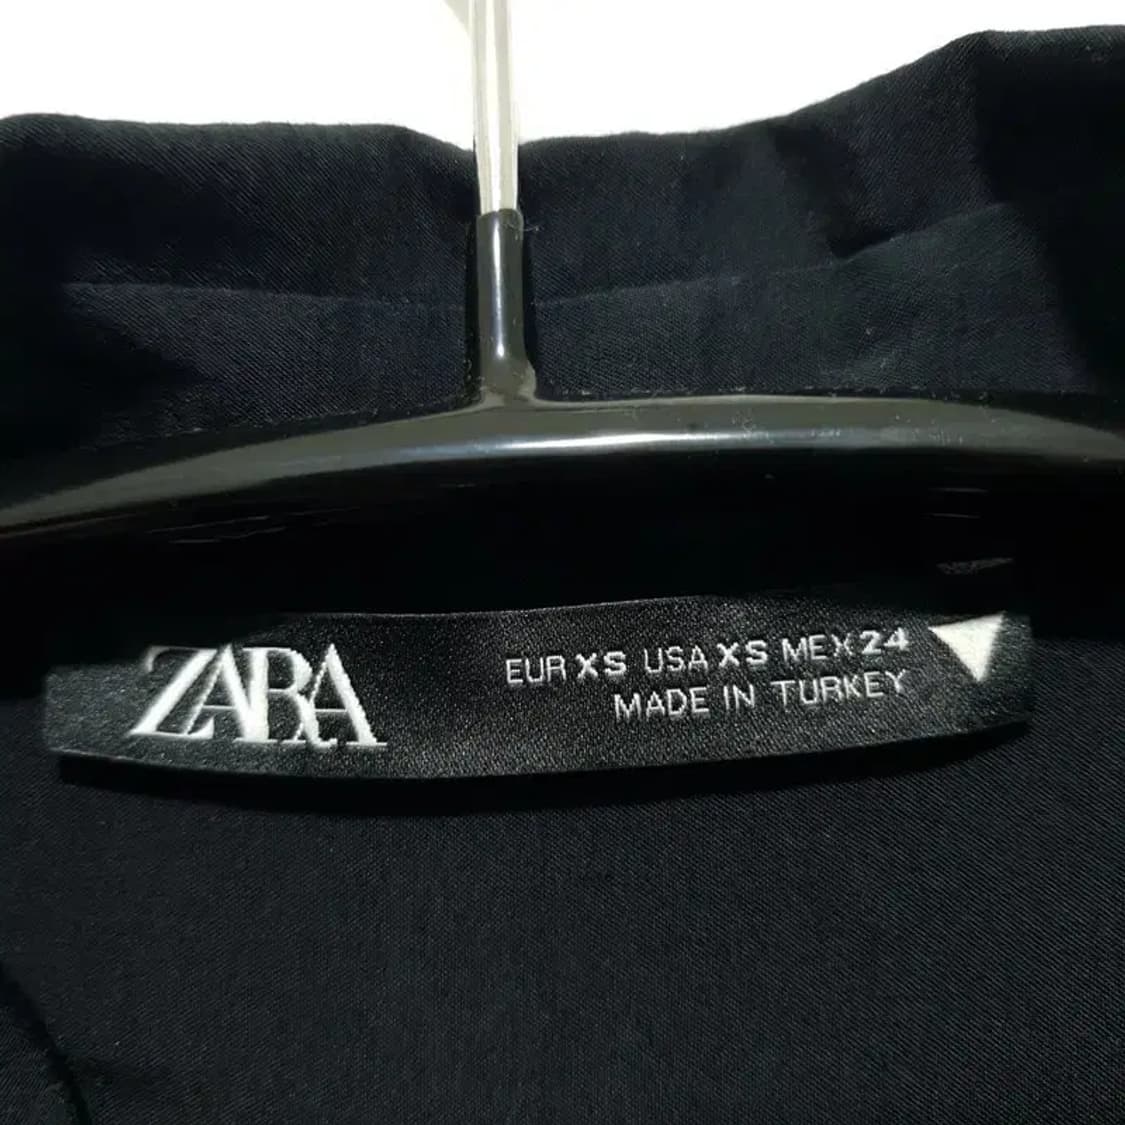 ZARA
EUR XS USA XS MEX 24
MADE IN TURKEY